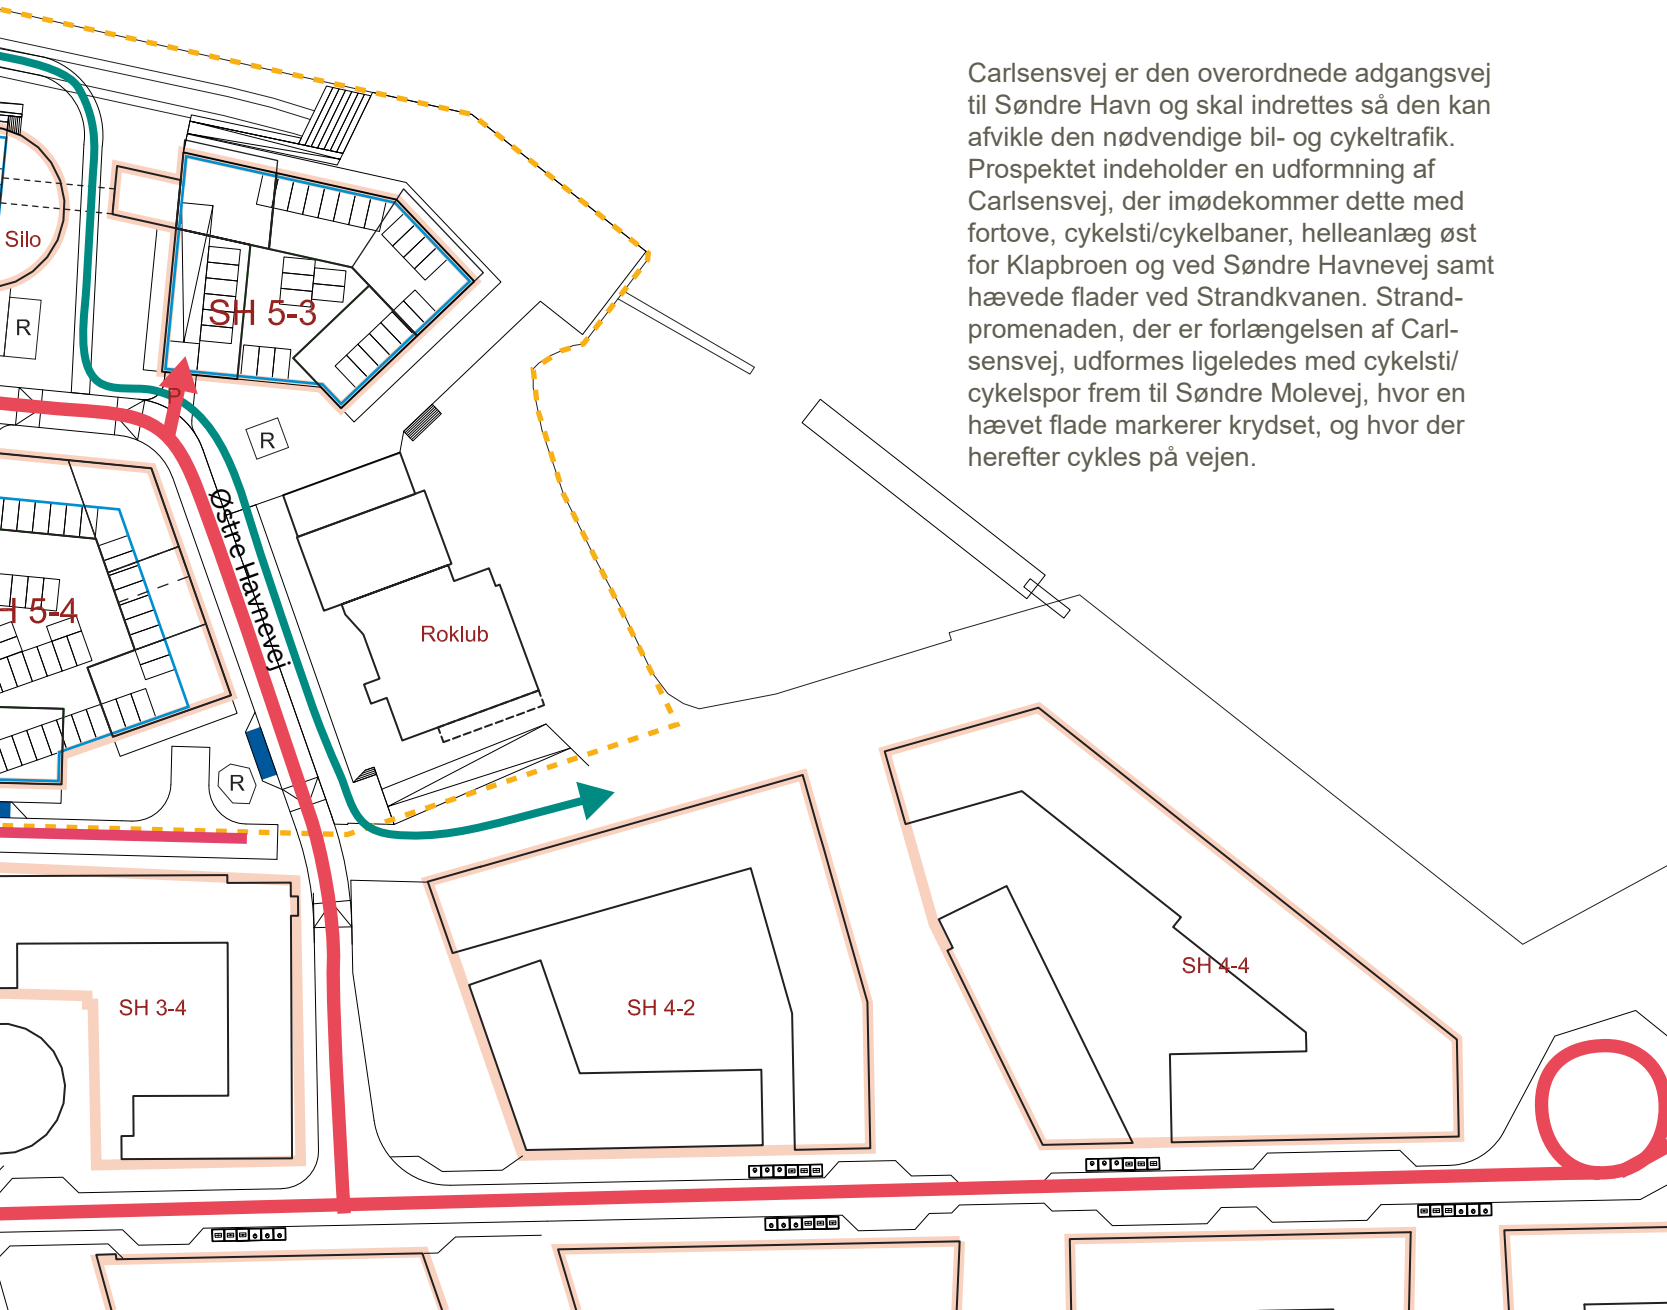 Carlsensvej er den overordnede adgangsvej
til Søndre Havn og skal indrettes så den kan
afvikle den nødvendige bil- og cykeltrafik.
Prospektet indeholder en udformning af
Carlsensvej, der imødekommer dette med
fortove, cykelsti/cykelbaner, helleanlæg øst
for Klapbroen og ved Søndre Havnevej samt
hævede flader ved Strandkvanen. Strand-
promenaden, der er forlængelsen af Carl-
sensvej, udformes ligeledes med cykelsti/
cykelspor frem til Søndre Molevej, hvor en
hævet flade markerer krydset, og hvor der
herefter cykles på vejen.
Silo
R
SH 5-3
P
R
Østre Havnevej
H 5-4
Roklub
R
SH 3-4
SH 4-2
SH 4-4